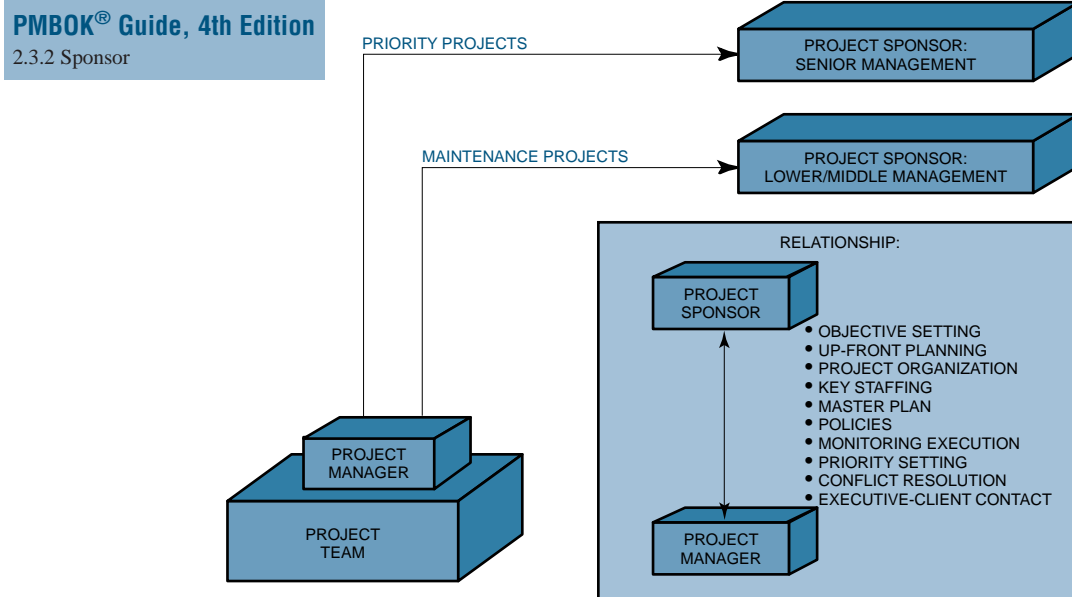 PMBOK® Guide, 4th Edition
2.3.2 Sponsor
PRIORITY PROJECTS
PROJECT SPONSOR:
SENIOR MANAGEMENT
MAINTENANCE PROJECTS
PROJECT SPONSOR:
LOWER/MIDDLE MANAGEMENT
RELATIONSHIP:
PROJECT
SPONSOR
• OBJECTIVE SETTING
• UP-FRONT PLANNING
• PROJECT ORGANIZATION
• KEY STAFFING
• MASTER PLAN
• POLICIES
• MONITORING EXECUTION
• PRIORITY SETTING
• CONFLICT RESOLUTION
• EXECUTIVE-CLIENT CONTACT
PROJECT
MANAGER
PROJECT
MANAGER
PROJECT
TEAM